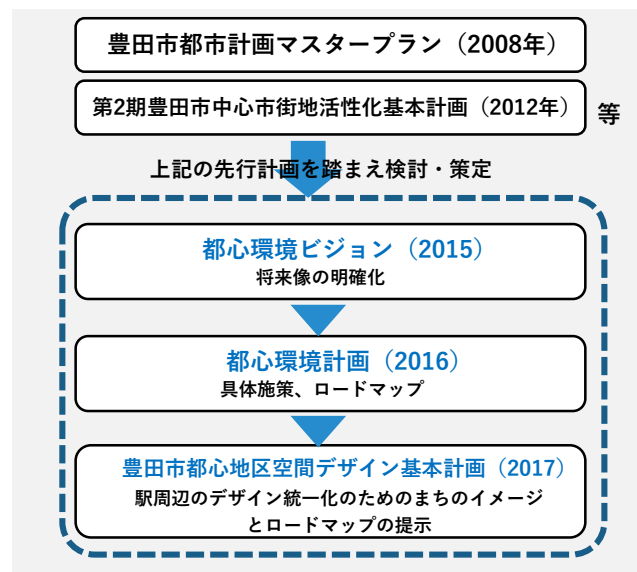 豊田市都市計画マスタープラン（2008年）
第2期豊田市中心市街地活性化基本計画（2012年）
等
上記の先行計画を踏まえ検討・策定
都心環境ビジョン（2015）
将来像の明確化
都心環境計画（2016）
具体施策、ロードマップ
豊田市都心地区空間デザイン基本計画（2017）
駅周辺のデザイン統一化のためのまちのイメージ
とロードマップの提示